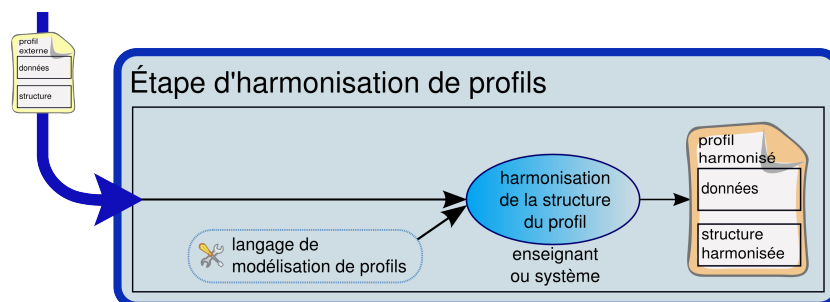 profil
externe
données
structure
Étape d'harmonisation de profils
harmonisation
de la structure
du profil
enseignant
ou système
langage de
modélisation de profils
profil
harmonisé
données
structure
harmonisée